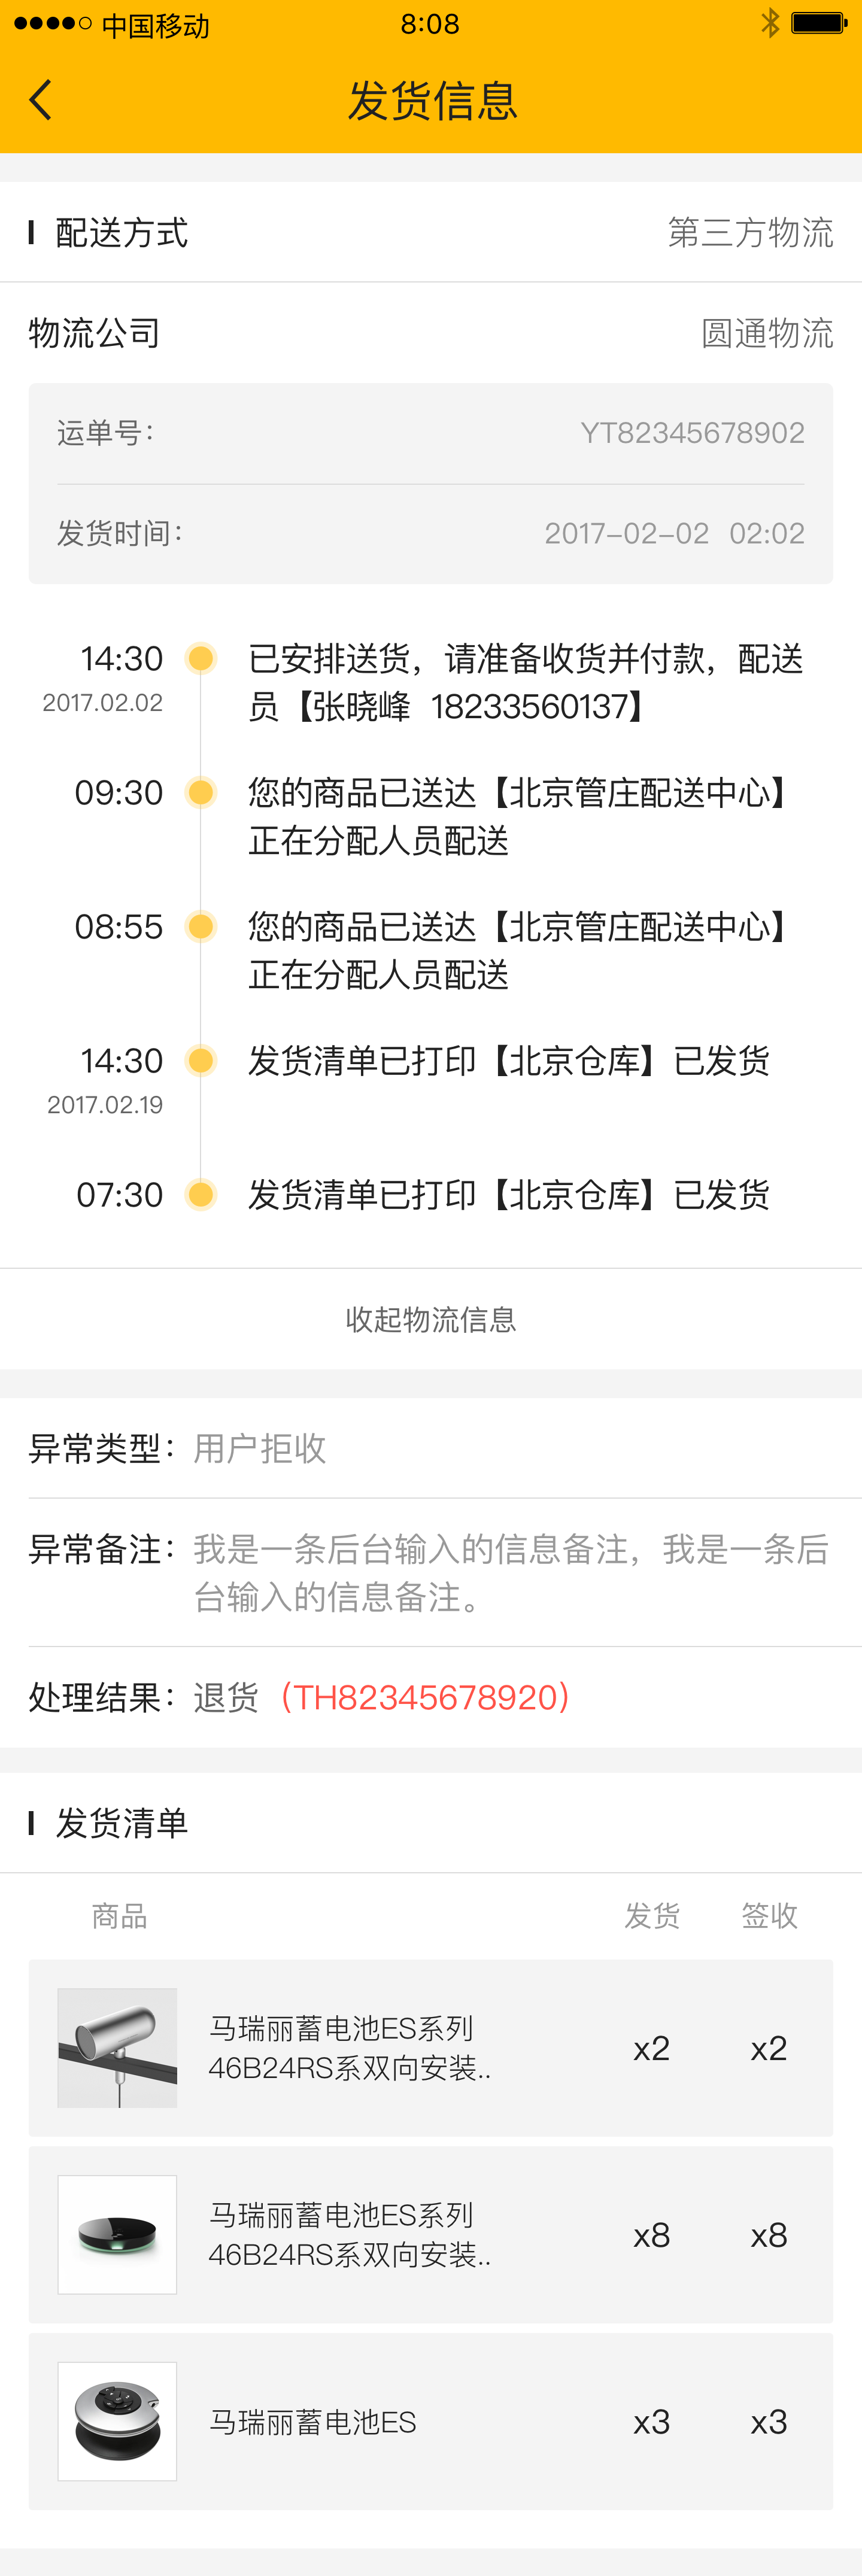 中国移动 8:08
发货信息
配送方式 第三方物流
物流公司 圆通物流
运单号： YT82345678902
发货时间： 2017-02-02 02:02
14:30 已安排送货，请准备收货并付款，配送
2017.02.02 员【张晓峰 18233560137】
09:30 您的商品已送达【北京管庄配送中心】
正在分配人员配送
08:55 您的商品已送达【北京管庄配送中心】
正在分配人员配送
14:30 发货清单已打印【北京仓库】已发货
2017.02.19
07:30 发货清单已打印【北京仓库】已发货
收起物流信息
异常类型：用户拒收
异常备注：我是一条后台输入的信息备注，我是一条后
台输入的信息备注。
处理结果：退货（TH82345678920）
发货清单
商品 发货 签收
马瑞丽蓄电池ES系列
46B24RS系双向安装.. x2 x2
马瑞丽蓄电池ES系列
46B24RS系双向安装.. x8 x8
马瑞丽蓄电池ES x3 x3